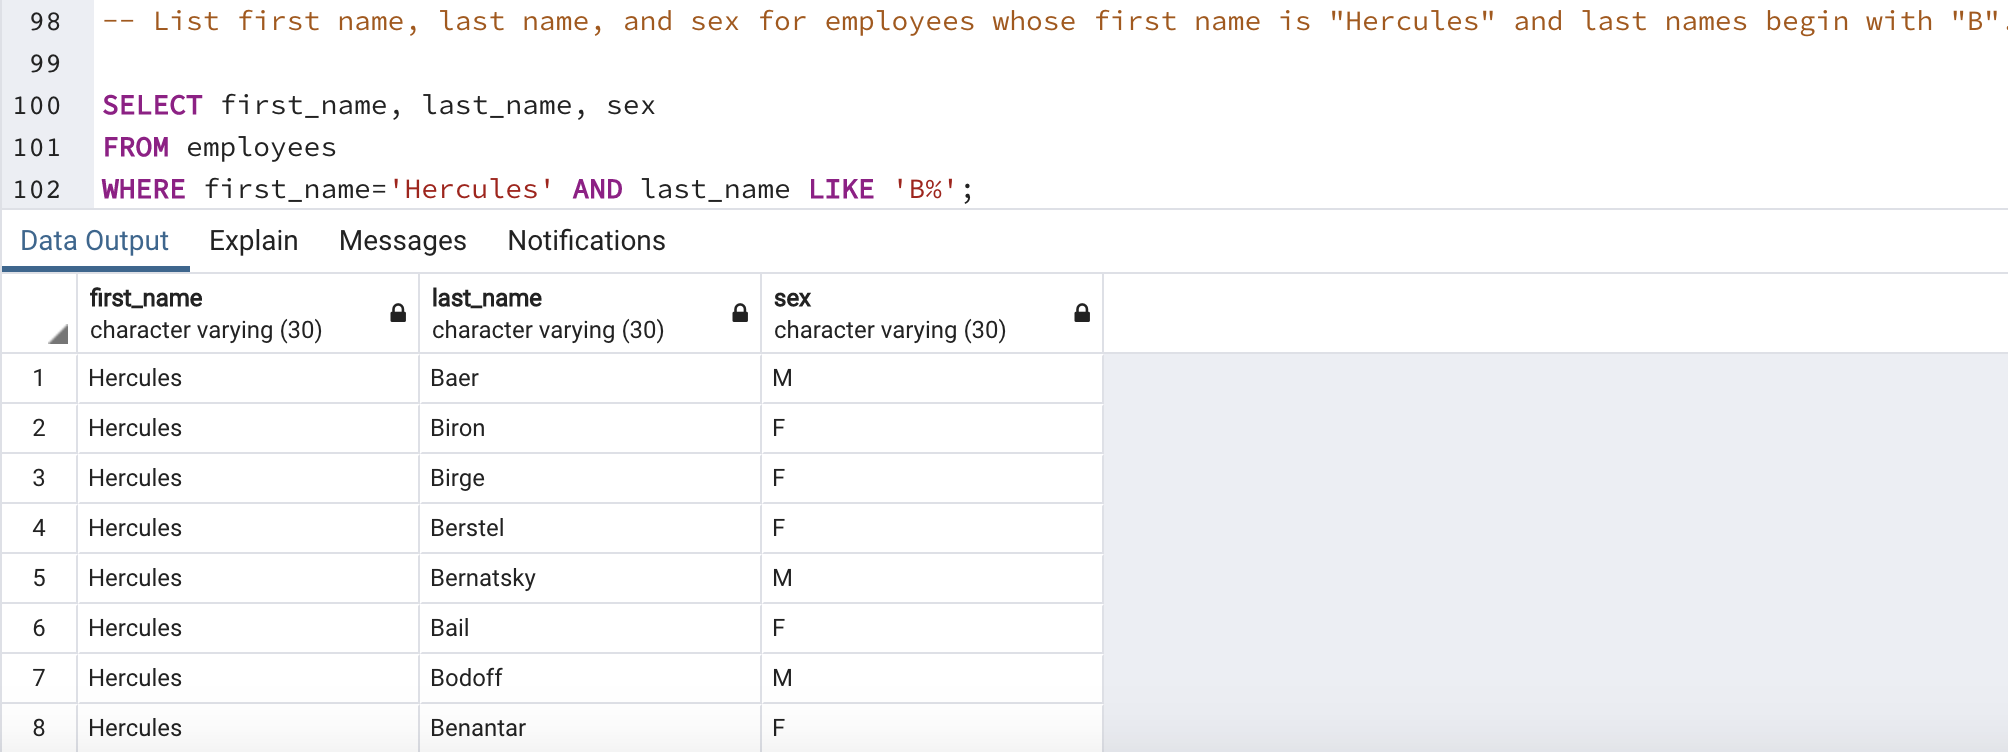 98 -- List first name, last name, and sex for employees whose first name is "Hercules" and last names begin with "B".
99
100 SELECT first_name, last_name, sex
101 FROM employees
102 WHERE first_name='Hercules' AND last_name LIKE 'B%';
Data Output Explain Messages Notifications
first_name last_name sex
character varying (30) character varying (30) character varying (30)
1 Hercules Baer M
2 Hercules Biron F
3 Hercules Birge F
4 Hercules Berstel F
5 Hercules Bernatsky M
6 Hercules Bail F
7 Hercules Bodoff M
8 Hercules Benantar F